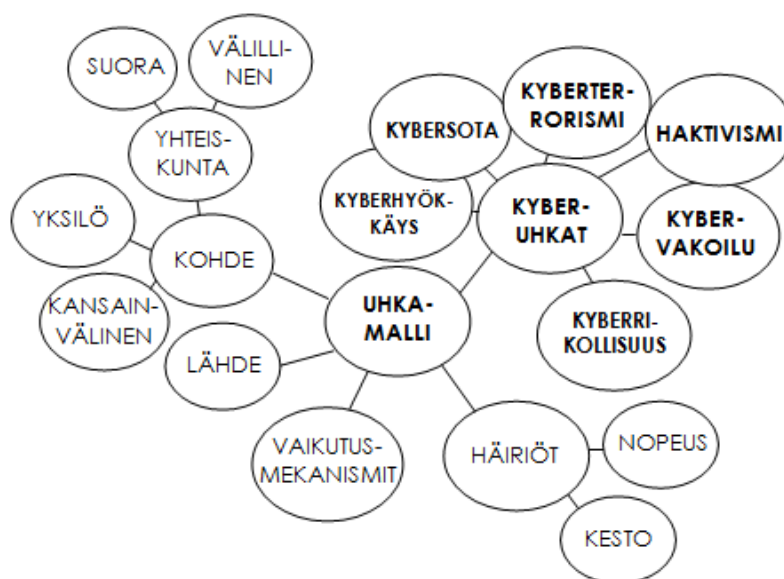 SUORA
VÄLILLI-
NEN
YHTEIS-
KUNTA
YKSILÖ
KOHDE
KANSAIN-
VÄLINEN
LÄHDE
VAIKUTUS-
MEKANISMIT
UHKA-
MALLI
KYBERSOTA
KYBERTER-
RORISMI
HAKTIVISMI
KYBERHYÖK-
KÄYS
KYBER-
UHKAT
KYBER-
VAKOILU
KYBERRI-
KOLLISUUS
HÄIRIÖT
NOPEUS
KESTO